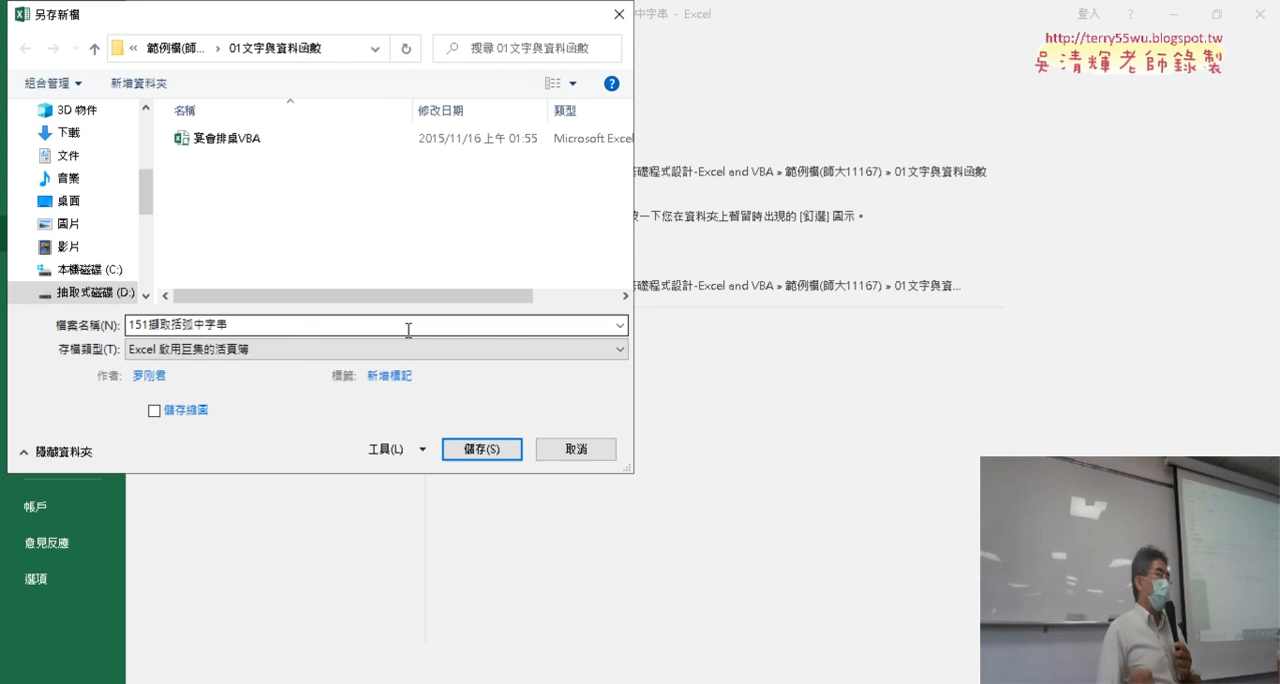 另存新檔
中字串 - Excel
登入
?
http://terry55wu.blogspot.tw
吳清輝老師錄製
« 範例檔(師... › 01文字與資料函數
搜尋 01文字與資料函數
組合管理
新增資料夾
?
3D 物件
下載
文件
音樂
桌面
圖片
影片
本機磁碟 (C:)
抽取式磁碟 (D:)
名稱
修改日期
類型
宴會排桌VBA
2015/11/16 上午 01:55
Microsoft Excel
礎程式設計-Excel and VBA » 範例檔(師大11167) » 01文字與資料函數
按一下您在資料夾上暫留時出現的 [釘選] 圖示。
礎程式設計-Excel and VBA » 範例檔(師大11167) » 01文字與資...
檔案名稱(N):
151擷取括弧中字串
存檔類型(T):
Excel 啟用巨集的活頁簿
作者:
罗刚君
標籤:
新增標記
儲存縮圖
隱藏資料夾
工具(L)
儲存(S)
取消
帳戶
意見反應
選項